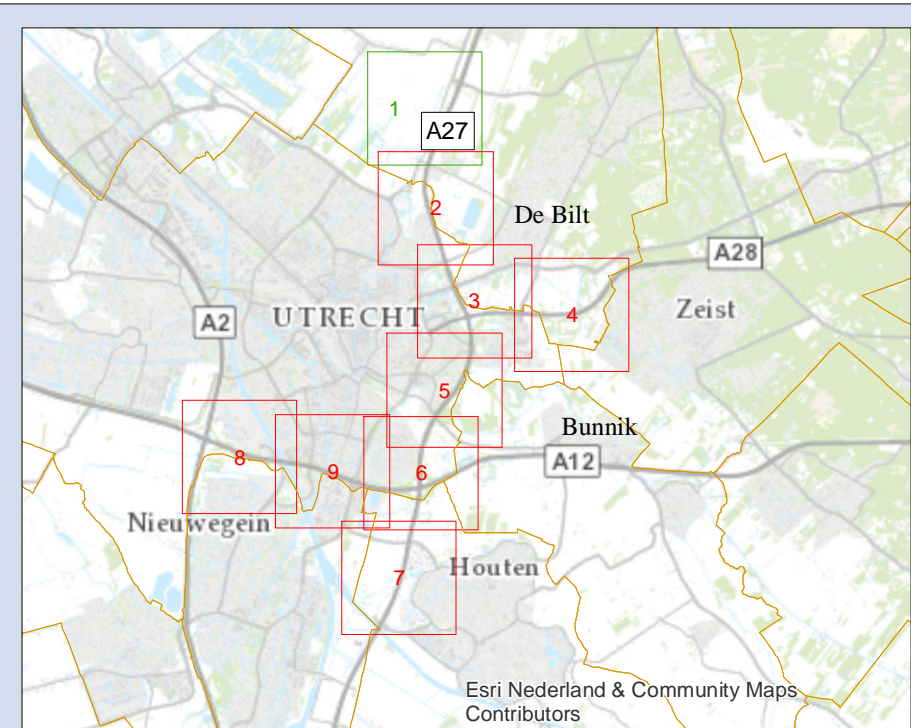 1
A27
2
De Bilt
A28
3
4
Zeist
A2
UTRECHT
5
Bunnik
A12
8
9
6
Nieuwegein
Houten
7
Esri Nederland & Community Maps
Contributors